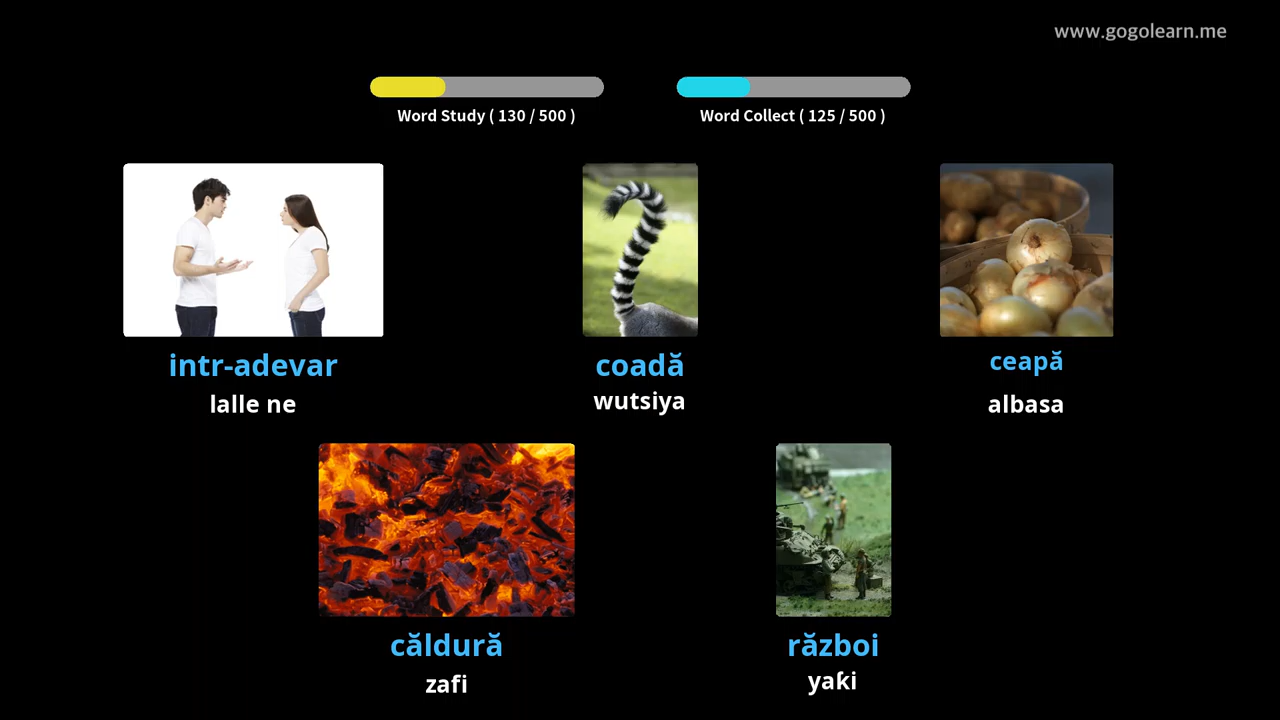 www.gogolearn.me
Word Study ( 130 / 500 )
Word Collect ( 125 / 500 )
intr-adevar
lalle ne
coadă
wutsiya
ceapă
albasa
căldură
zafi
război
yaƙi